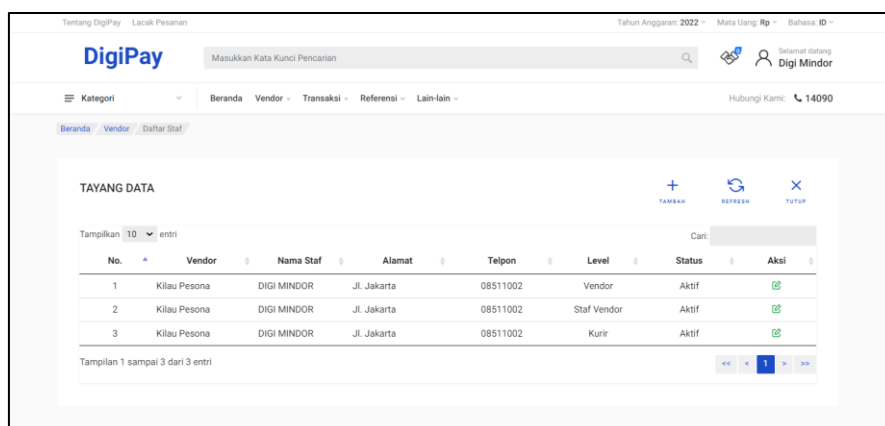 Tentang DigiPay Lacak Pesanan Tahun Anggaran: 2022 Mata Uang: Rp Bahasa: ID
DigiPay Masukkan Kata Kunci Pencarian 0 Selamat datang
Digi Mindor
Kategori Beranda Vendor Transaksi Referensi Lain-lain Hubungi Kami: 14090
Beranda Vendor Daftar Staf
TAYANG DATA
TAMBAH REFRESH TUTUP
Tampilkan 10 entri Cari:
No. Vendor Nama Staf Alamat Telpon Level Status Aksi
1 Kilau Pesona DIGI MINDOR Jl. Jakarta 08511002 Vendor Aktif
2 Kilau Pesona DIGI MINDOR Jl. Jakarta 08511002 Staf Vendor Aktif
3 Kilau Pesona DIGI MINDOR Jl. Jakarta 08511002 Kurir Aktif
Tampilan 1 sampai 3 dari 3 entri << < 1 > >>